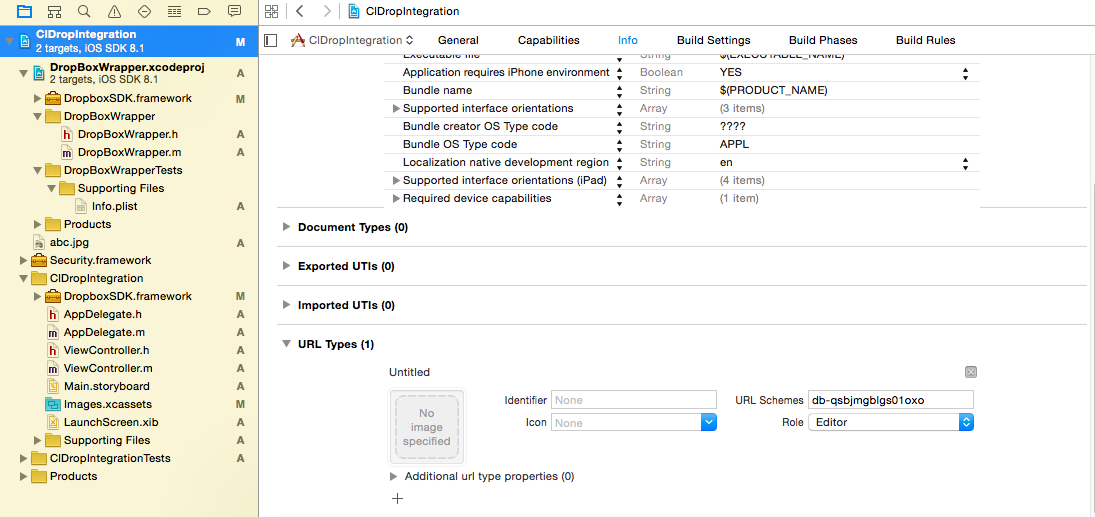 CIDropIntegration
CIDropIntegration
2 targets, iOS SDK 8.1
M
DropBoxWrapper.xcodeproj
2 targets, iOS SDK 8.1
A
DropboxSDK.framework
M
DropBoxWrapper
h DropBoxWrapper.h
A
m DropBoxWrapper.m
A
DropBoxWrapperTests
Supporting Files
Info.plist
A
Products
abc.jpg
A
Security.framework
CIDropIntegration
DropboxSDK.framework
M
h AppDelegate.h
A
m AppDelegate.m
A
h ViewController.h
A
m ViewController.m
A
Main.storyboard
A
Images.xcassets
M
LaunchScreen.xib
A
Supporting Files
A
CIDropIntegrationTests
A
Products
CIDropIntegration
General
Capabilities
Info
Build Settings
Build Phases
Build Rules
Executable file String $(EXECUTABLE_NAME)
Application requires iPhone environment Boolean YES
Bundle name String $(PRODUCT_NAME)
Supported interface orientations Array (3 items)
Bundle creator OS Type code String ????
Bundle OS Type code String APPL
Localization native development region String en
Supported interface orientations (iPad) Array (4 items)
Required device capabilities Array (1 item)
Document Types (0)
Exported UTIs (0)
Imported UTIs (0)
URL Types (1)
Untitled
No
image
specified
Identifier None
URL Schemes db-qsbjmgblgs01oxo
Icon None
Role Editor
Additional url type properties (0)